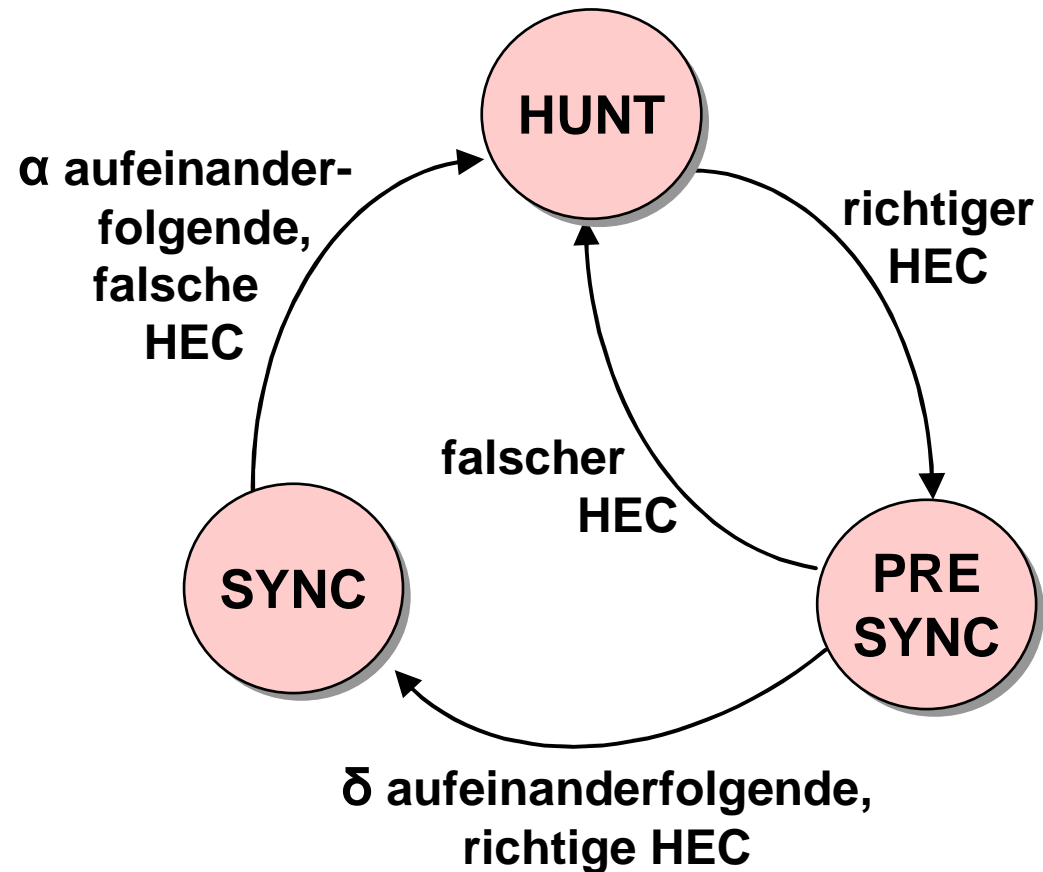 HUNT
α aufeinander-
folgende,
falsche
HEC
richtiger
HEC
falscher
HEC
SYNC
PRE
SYNC
δ aufeinanderfolgende,
richtige HEC